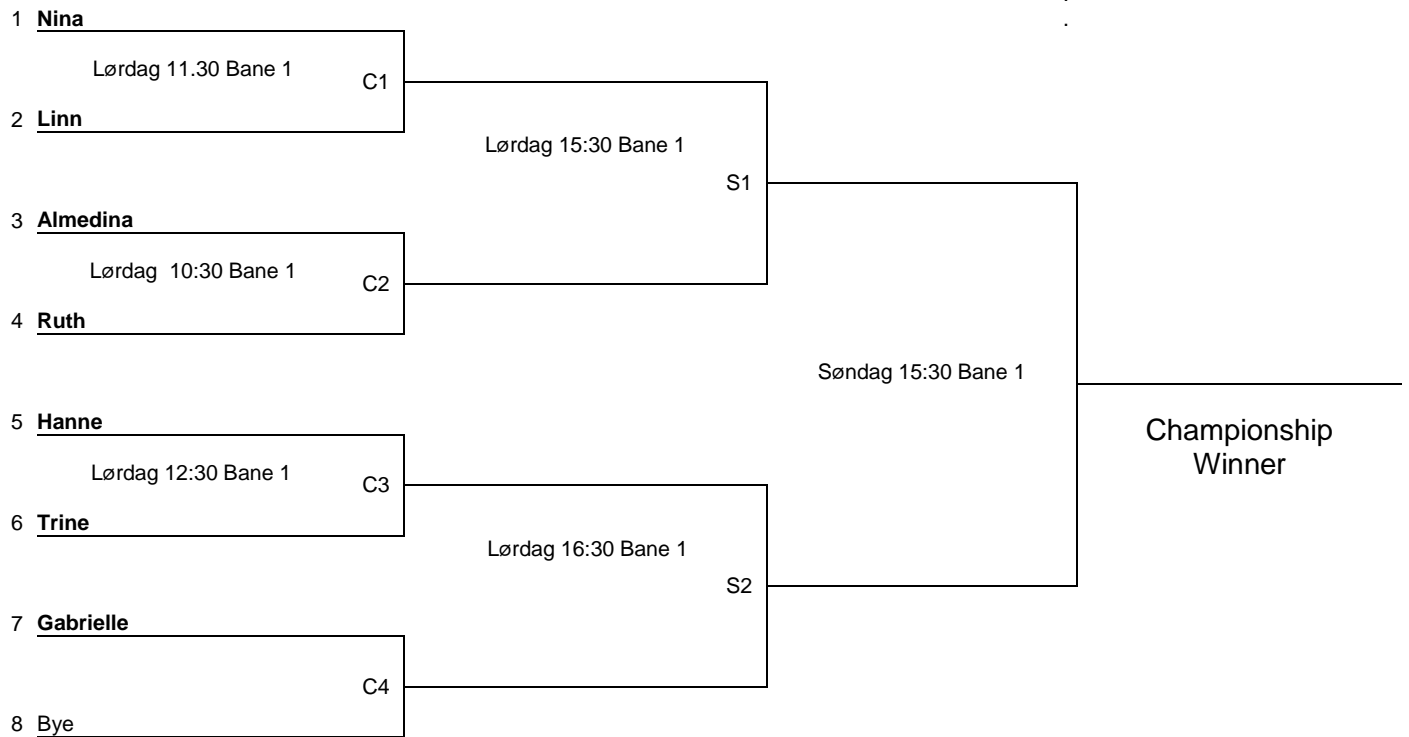 1 Nina
Lørdag 11.30 Bane 1
C1
2 Linn
Lørdag 15:30 Bane 1
S1
3 Almedina
Lørdag  10:30 Bane 1
C2
4 Ruth
Søndag 15:30 Bane 1
5 Hanne
Championship
Winner
Lørdag 12:30 Bane 1
C3
6 Trine
Lørdag 16:30 Bane 1
S2
7 Gabrielle
C4
8 Bye